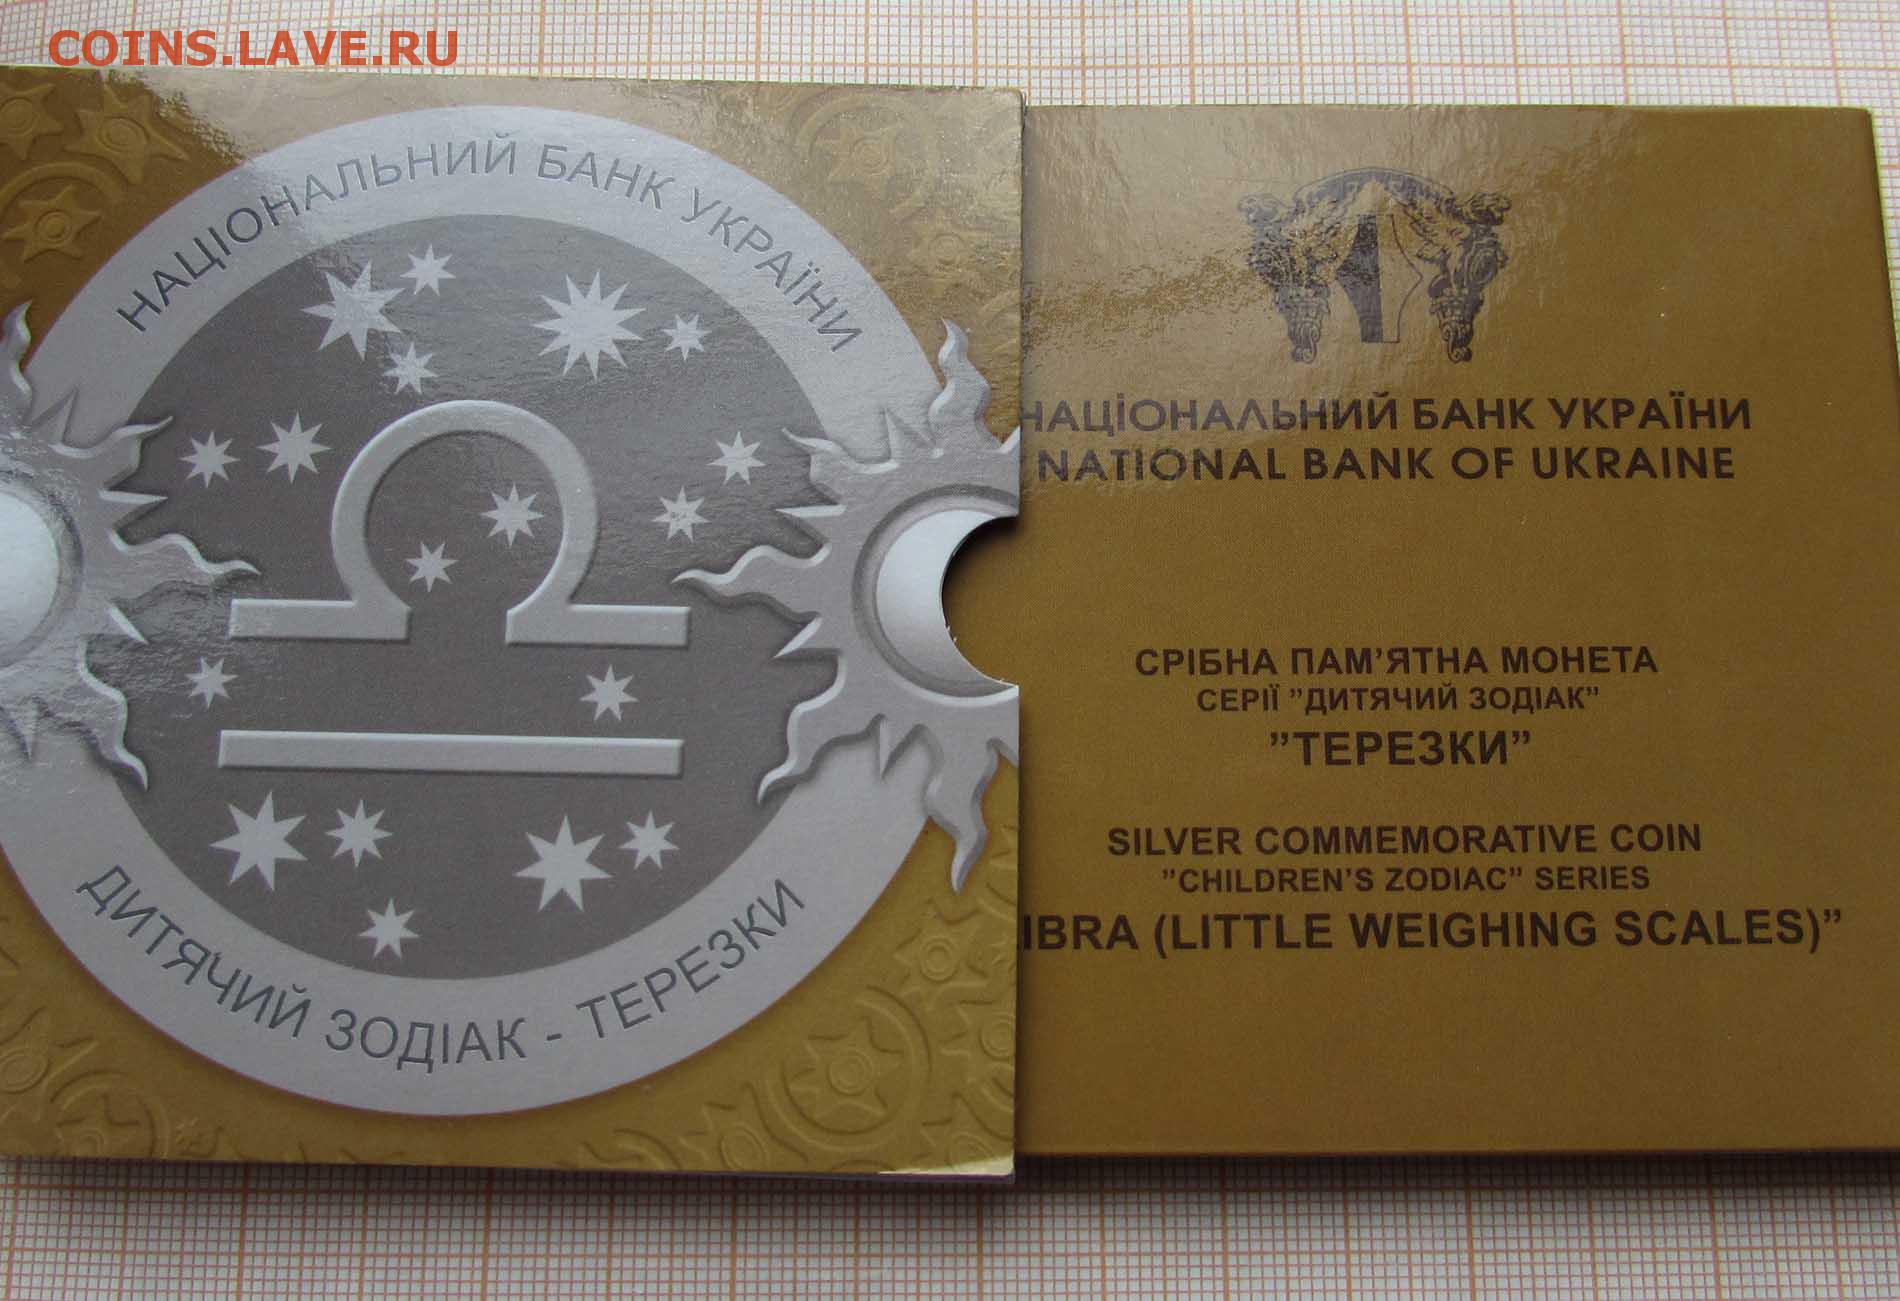 COINS.LAVE.RU
НАЦІОНАЛЬНИЙ БАНК УКРАЇНИ
ДИТЯЧИЙ ЗОДІАК - ТЕРЕЗКИ
НАЦІОНАЛЬНИЙ БАНК УКРАЇНИ
NATIONAL BANK OF UKRAINE
СРІБНА ПАМ’ЯТНА МОНЕТА
СЕРІЇ ”ДИТЯЧИЙ ЗОДІАК”
”ТЕРЕЗКИ”
SILVER COMMEMORATIVE COIN
”CHILDREN’S ZODIAC” SERIES
IBRA (LITTLE WEIGHING SCALES)”